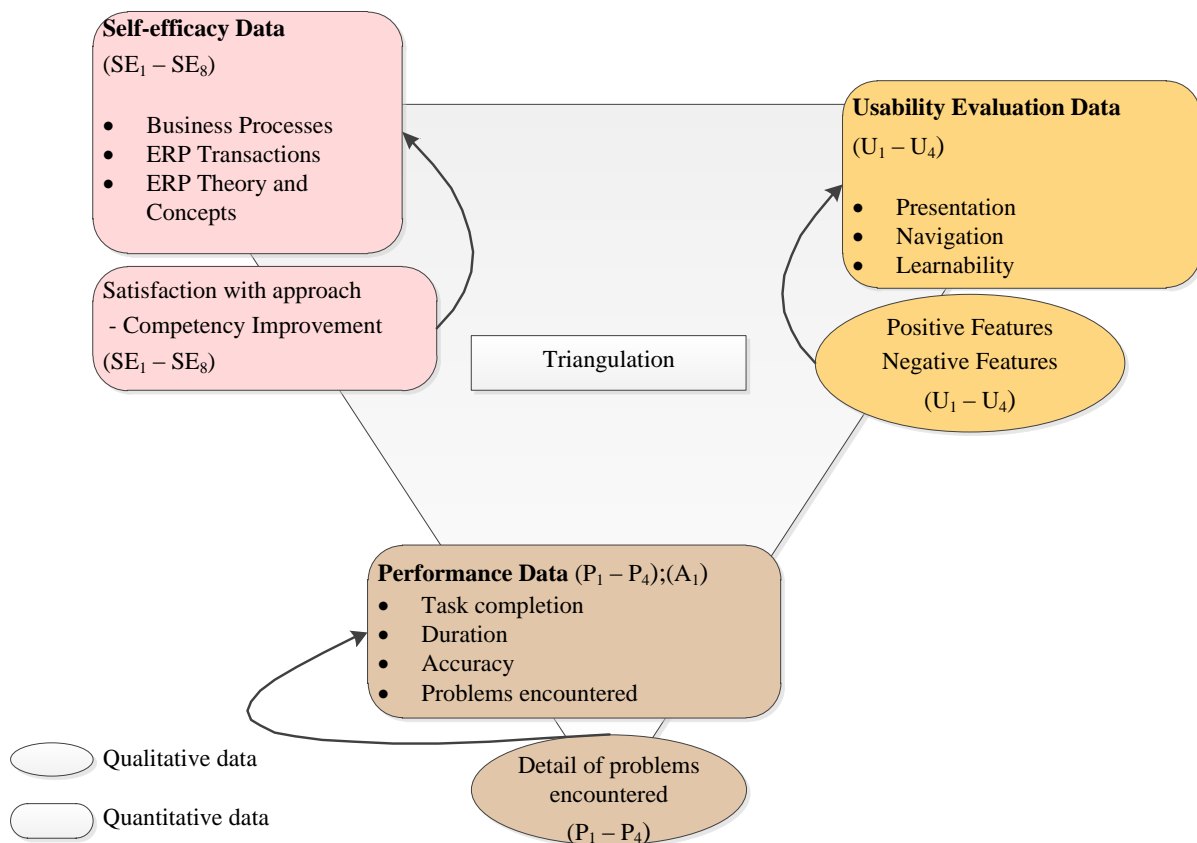 Self-efficacy Data
(SE₁ – SE₈)
• Business Processes
• ERP Transactions
• ERP Theory and
Concepts
Satisfaction with approach
- Competency Improvement
(SE₁ – SE₈)
Usability Evaluation Data
(U₁ – U₄)
• Presentation
• Navigation
• Learnability
Positive Features
Negative Features
(U₁ – U₄)
Triangulation
Performance Data (P₁ – P₄);(A₁)
• Task completion
• Duration
• Accuracy
• Problems encountered
Detail of problems
encountered
(P₁ – P₄)
Qualitative data
Quantitative data